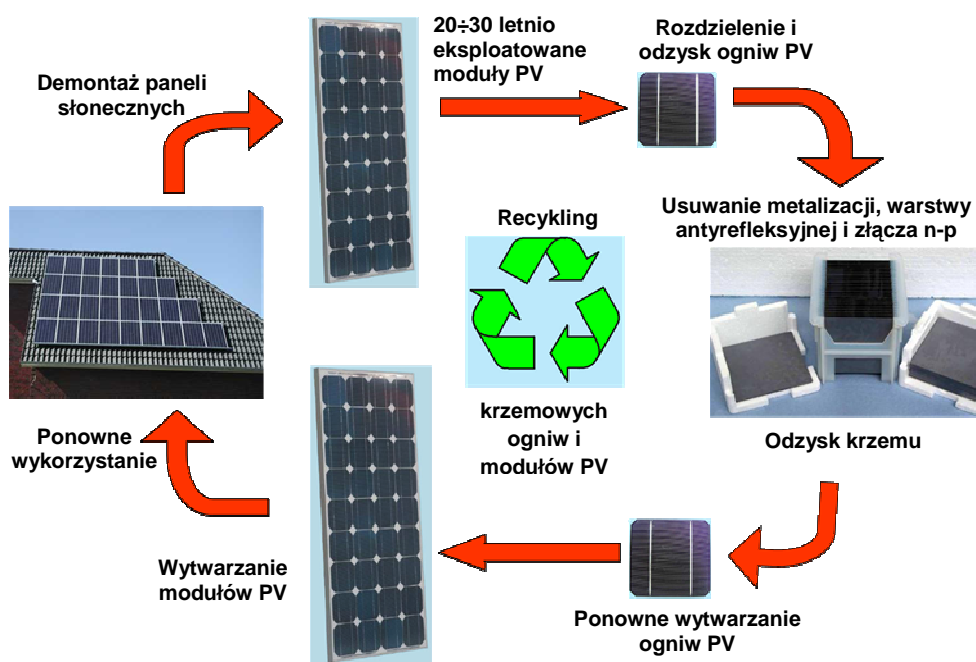 Demontaż paneli
słonecznych
20÷30 letnio
eksploatowane
moduły PV
Rozdzielenie i
odzysk ogniw PV
Usuwanie metalizacji, warstwy
antyrefleksyjnej i złącza n-p
Recykling
krzemowych
ogniw i
modułów PV
Odzysk krzemu
Ponowne wytwarzanie
ogniw PV
Wytwarzanie
modułów PV
Ponowne
wykorzystanie